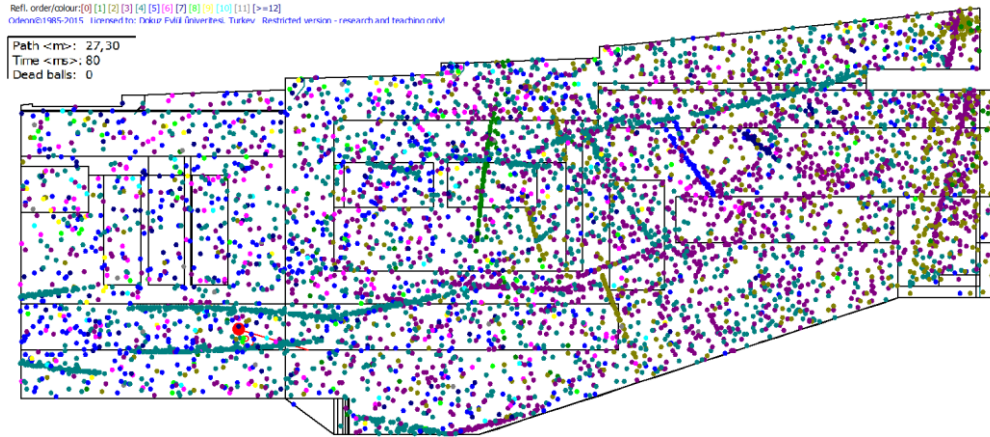 Refl. order/colour:[0] [1] [2] [3] [4] [5] [6] [7] [8] [9] [10] [11] [>=12]
Odeon©1985-2015 Licensed to: Dokuz Eylül Üniveritesi, Turkey Restricted version - research and teaching only!
Path <m>: 27,30
Time <ms>: 80
Dead balls: 0